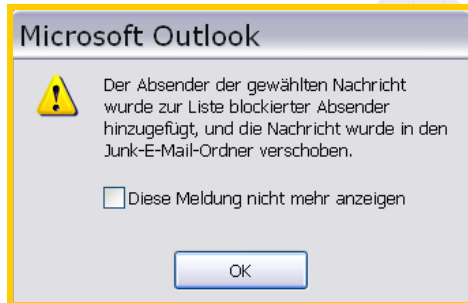 Microsoft Outlook
Der Absender der gewählten Nachricht
wurde zur Liste blockierter Absender
hinzugefügt, und die Nachricht wurde in den
Junk-E-Mail-Ordner verschoben.
Diese Meldung nicht mehr anzeigen
OK